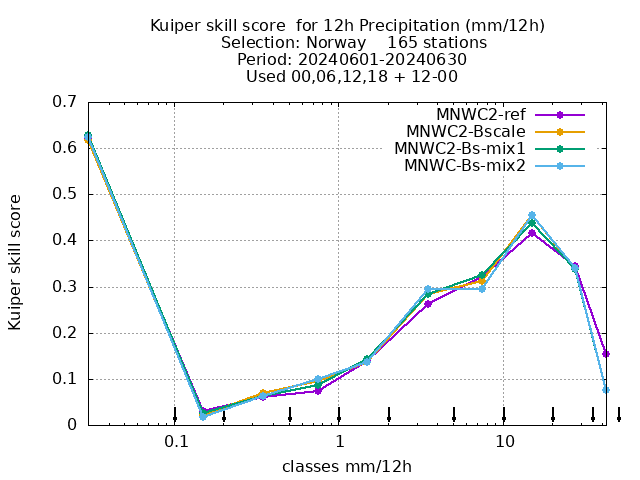 Kuiper skill score  for 12h Precipitation (mm/12h)
Selection: Norway    165 stations
Period: 20240601-20240630
Used 00,06,12,18 + 12-00
MNWC2-ref
MNWC2-Bscale
MNWC2-Bs-mix1
MNWC-Bs-mix2
Kuiper skill score
0.7
0.6
0.5
0.4
0.3
0.2
0.1
0
0.1
1
10
classes mm/12h